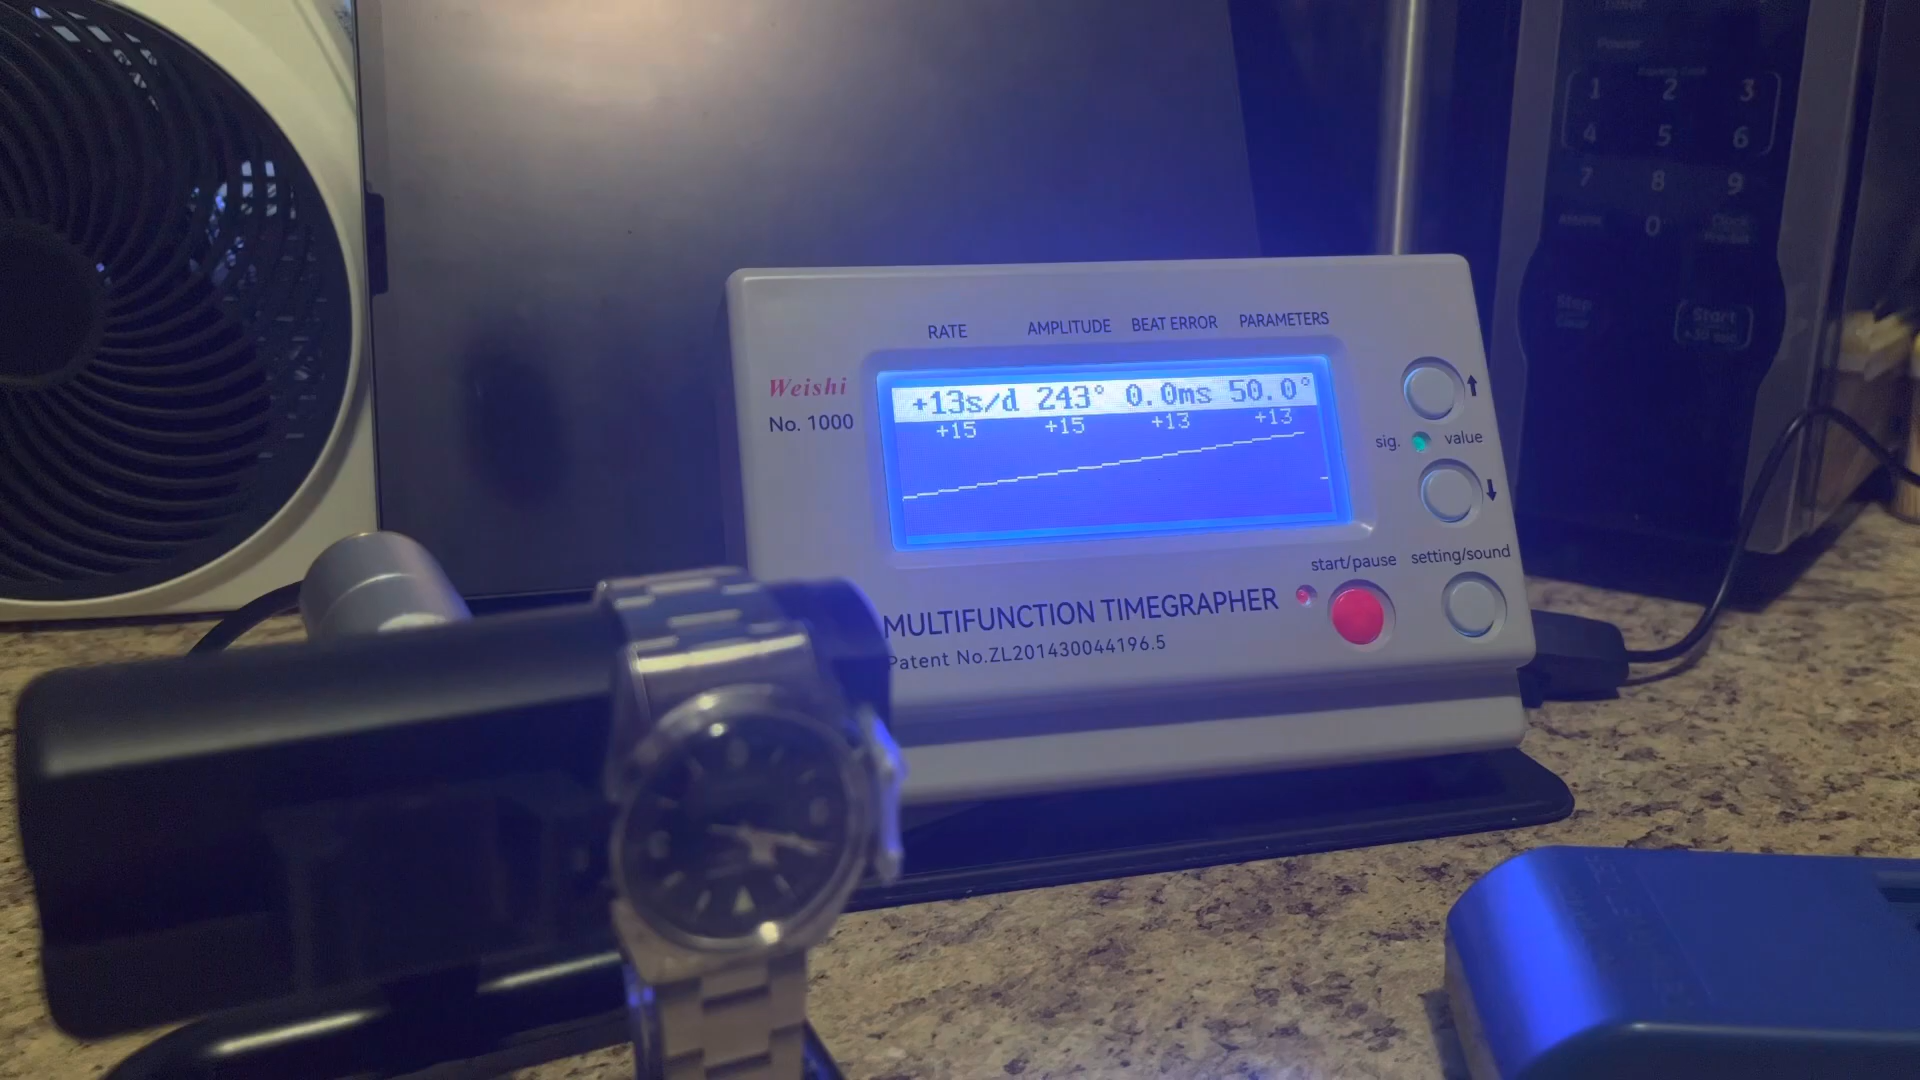 RATE AMPLITUDE BEAT ERROR PARAMETERS
Weishi
No. 1000
+13s/d 243° 0.0ms 50.0°
+15 +15 +13 +13
sig. value
start/pause setting/sound
MULTIFUNCTION TIMEGRAPHER
Patent No.ZL201430044196.5
Power
1 2 3
4 5 6
7 8 9
0
Start